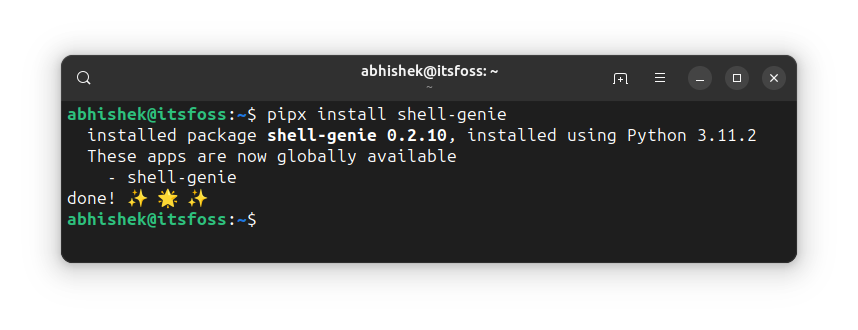 abhishek@itsfoss: ~
~
abhishek@itsfoss:~$ pipx install shell-genie
  installed package shell-genie 0.2.10, installed using Python 3.11.2
  These apps are now globally available
    - shell-genie
done! ✨ 🌟 ✨
abhishek@itsfoss:~$